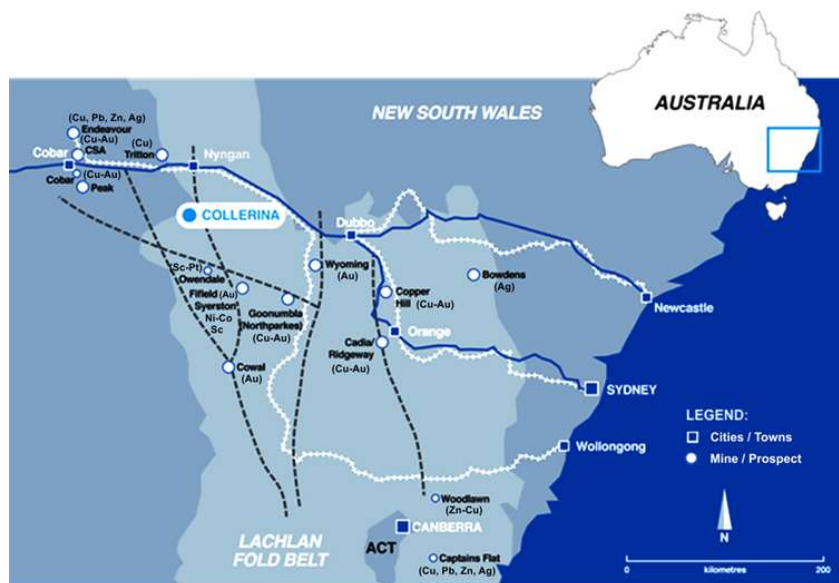 AUSTRALIA
NEW SOUTH WALES
(Cu, Pb, Zn, Ag)
Endeavour
(Cu-Au)
CSA
Cobar
(Cu)
Tritton
Nyngan
Cobar
(Cu-Au)
Peak
COLLERINA
Dubbo
(Sc-Pt)
Owendale
Wyoming
(Au)
Bowdens
(Ag)
Fifield (Au)
Syerston
Ni-Co
Sc
Goonumbla
(Northparkes)
(Cu-Au)
Copper
Hill (Cu-Au)
Newcastle
Orange
Cadia/
Ridgeway
(Cu-Au)
Cowal
(Au)
SYDNEY
LEGEND:
Cities / Towns
Mine / Prospect
Wollongong
Woodlawn
(Zn-Cu)
CANBERRA
ACT
LACHLAN
FOLD BELT
Captains Flat
(Cu, Pb, Zn, Ag)
N
0 200
kilometres